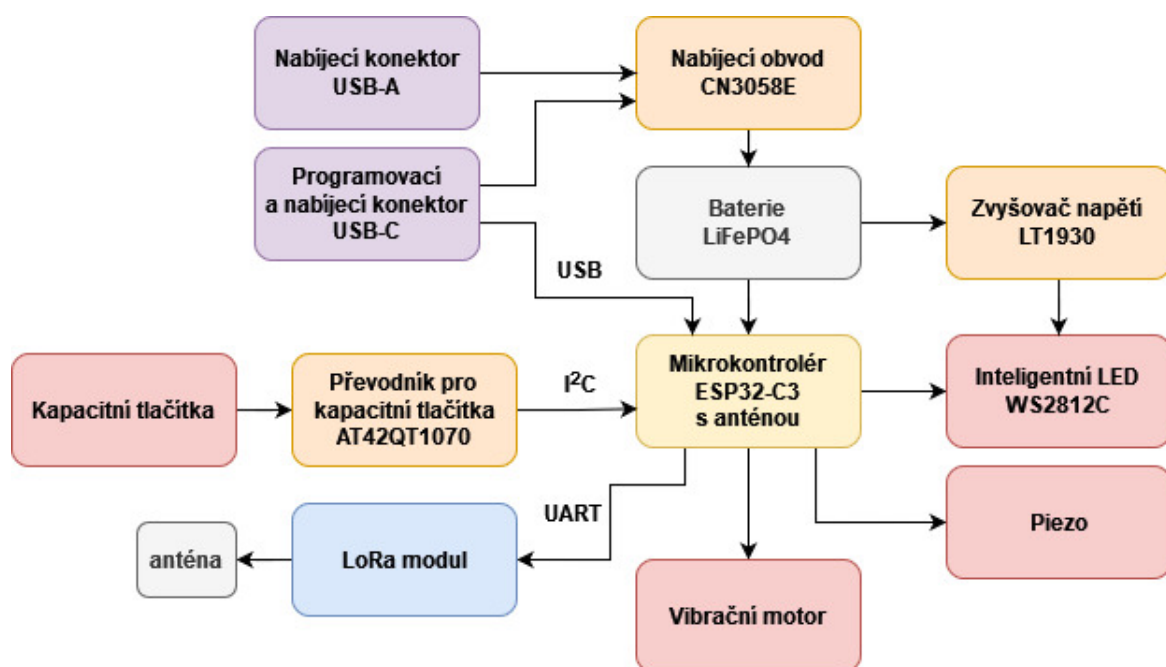 Nabíjecí konektor
USB-A
Nabíjecí obvod
CN3058E
Programovací
a nabíjecí konektor
USB-C
Baterie
LiFePO4
Zvyšovač napětí
LT1930
USB
Kapacitní tlačítka
Převodník pro
kapacitní tlačítka
AT42QT1070
I²C
Mikrokontrolér
ESP32-C3
s anténou
Inteligentní LED
WS2812C
anténa
LoRa modul
UART
Piezo
Vibrační motor